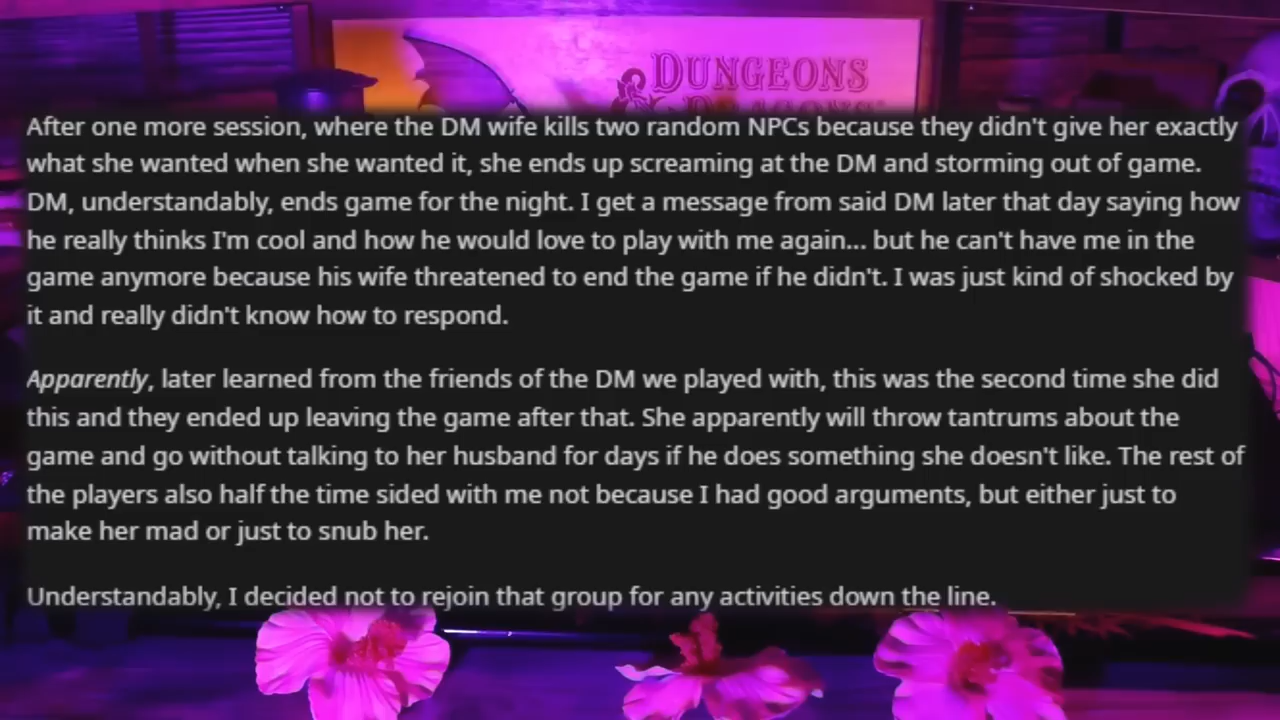 DUNGEONS
DRAGONS
After one more session, where the DM wife kills two random NPCs because they didn't give her exactly
what she wanted when she wanted it, she ends up screaming at the DM and storming out of game.
DM, understandably, ends game for the night. I get a message from said DM later that day saying how
he really thinks I'm cool and how he would love to play with me again... but he can't have me in the
game anymore because his wife threatened to end the game if he didn't. I was just kind of shocked by
it and really didn't know how to respond.
Apparently, later learned from the friends of the DM we played with, this was the second time she did
this and they ended up leaving the game after that. She apparently will throw tantrums about the
game and go without talking to her husband for days if he does something she doesn't like. The rest of
the players also half the time sided with me not because I had good arguments, but either just to
make her mad or just to snub her.
Understandably, I decided not to rejoin that group for any activities down the line.